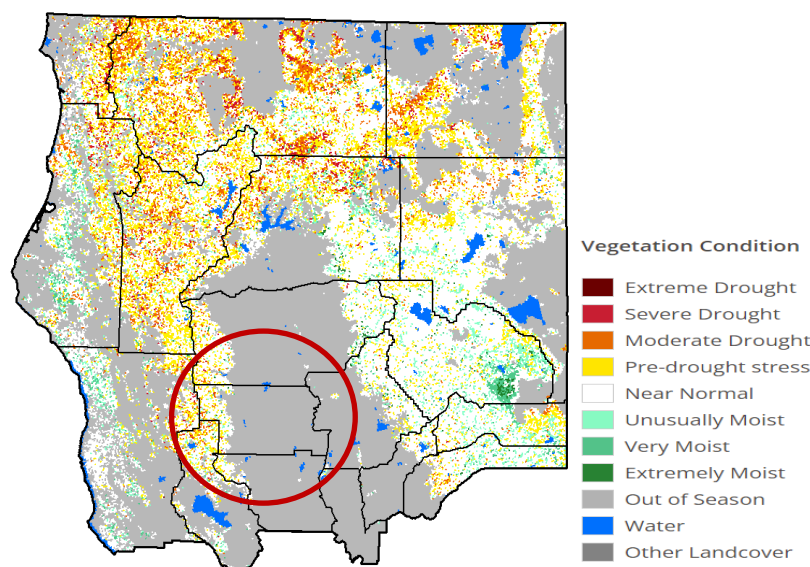 Vegetation Condition
Extreme Drought
Severe Drought
Moderate Drought
Pre-drought stress
Near Normal
Unusually Moist
Very Moist
Extremely Moist
Out of Season
Water
Other Landcover